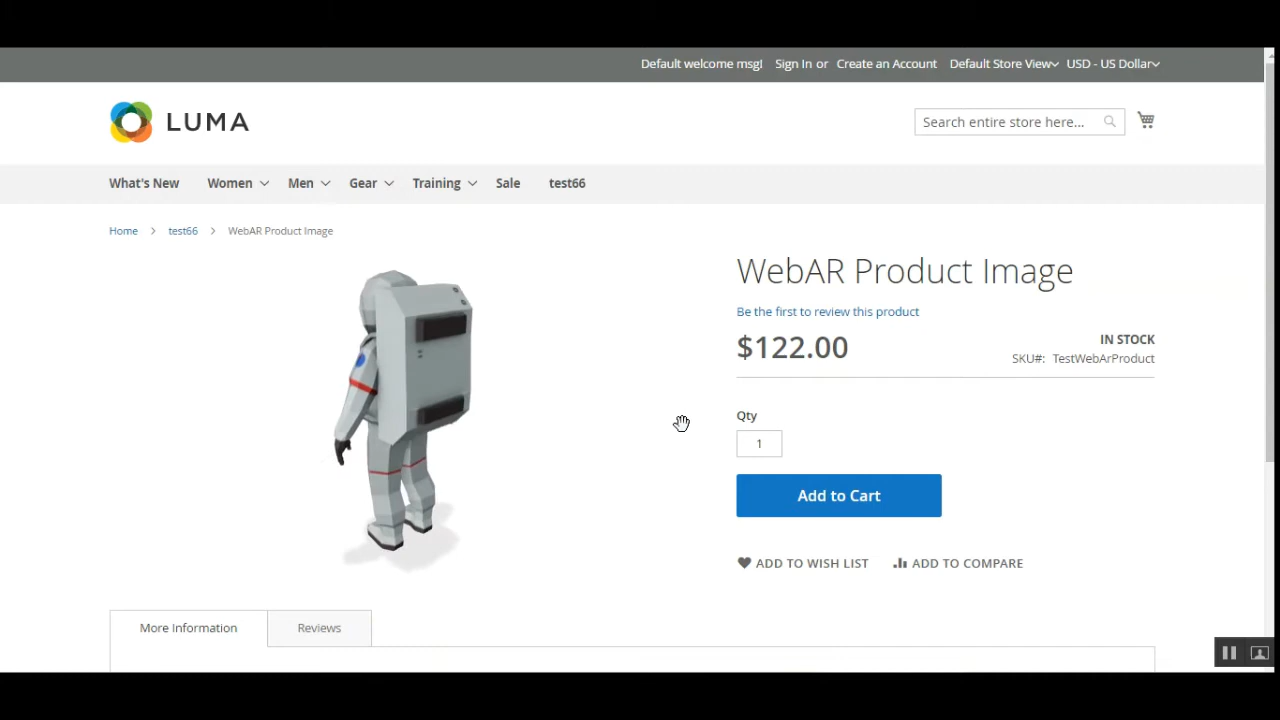 Default welcome msg! Sign In or Create an Account Default Store View USD - US Dollar
LUMA
Search entire store here...
What's New Women Men Gear Training Sale test66
Home test66 WebAR Product Image
WebAR Product Image
Be the first to review this product
$122.00
IN STOCK
SKU#: TestWebArProduct
Qty
1
Add to Cart
ADD TO WISH LIST ADD TO COMPARE
More Information Reviews